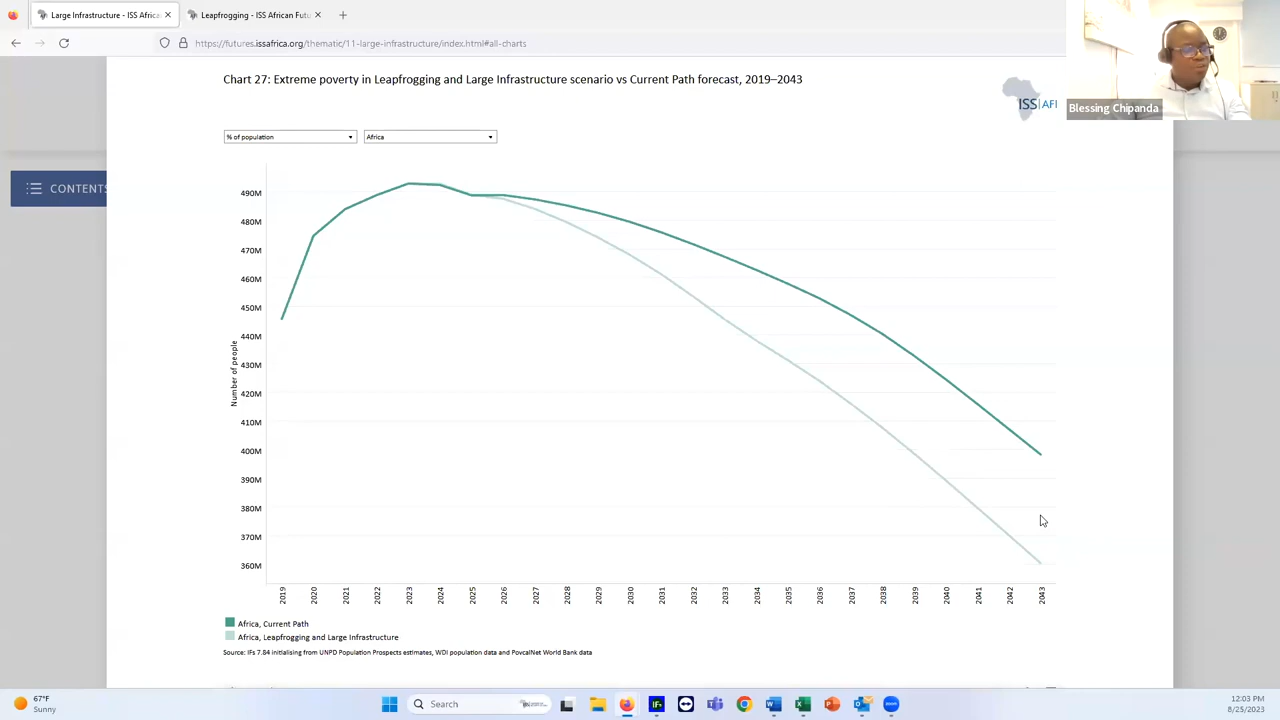 Large Infrastructure - ISS Africa
Leapfrogging - ISS African Futu
https://futures.issafrica.org/thematic/11-large-infrastructure/index.html#all-charts
Chart 27: Extreme poverty in Leapfrogging and Large Infrastructure scenario vs Current Path forecast, 2019–2043
ISS|AFI
Blessing Chipanda
% of population
Africa
CONTENTS
490M
480M
470M
460M
450M
440M
430M
420M
410M
400M
390M
380M
370M
360M
Number of people
2019
2020
2021
2022
2023
2024
2025
2026
2027
2028
2029
2030
2031
2032
2033
2034
2035
2036
2037
2038
2039
2040
2041
2042
2043
Africa, Current Path
Africa, Leapfrogging and Large Infrastructure
Source: IFs 7.84 initialising from UNPD Population Prospects estimates, WDI population data and PovcalNet World Bank data
67°F
Sunny
Search
IF
zoom
12:03 PM
8/25/2023